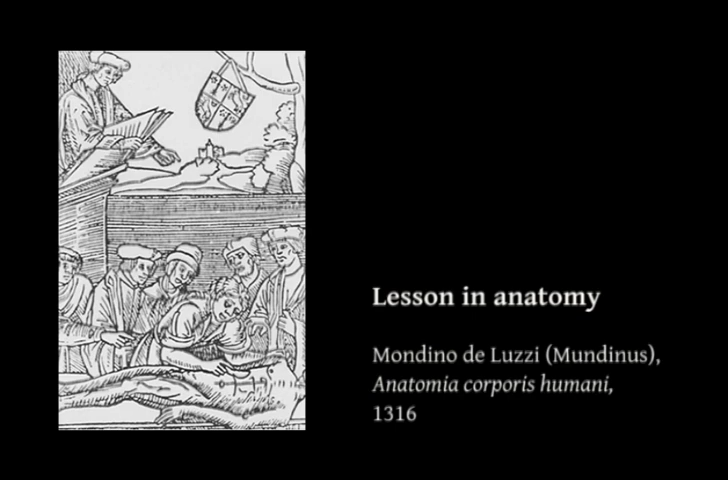 Lesson in anatomy
Mondino de Luzzi (Mundinus),
Anatomia corporis humani,
1316